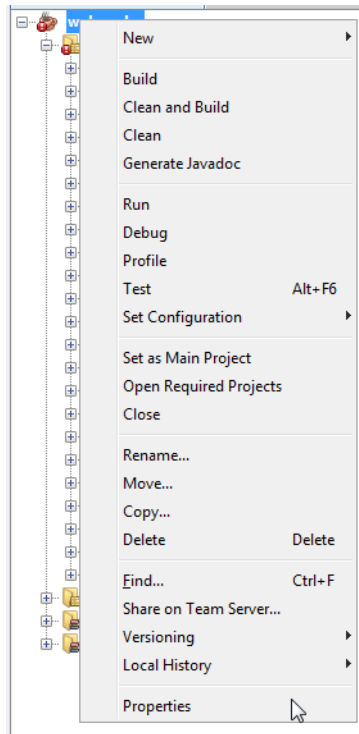 New
Build
Clean and Build
Clean
Generate Javadoc
Run
Debug
Profile
Test Alt+F6
Set Configuration
Set as Main Project
Open Required Projects
Close
Rename...
Move...
Copy...
Delete Delete
Find... Ctrl+F
Share on Team Server...
Versioning
Local History
Properties